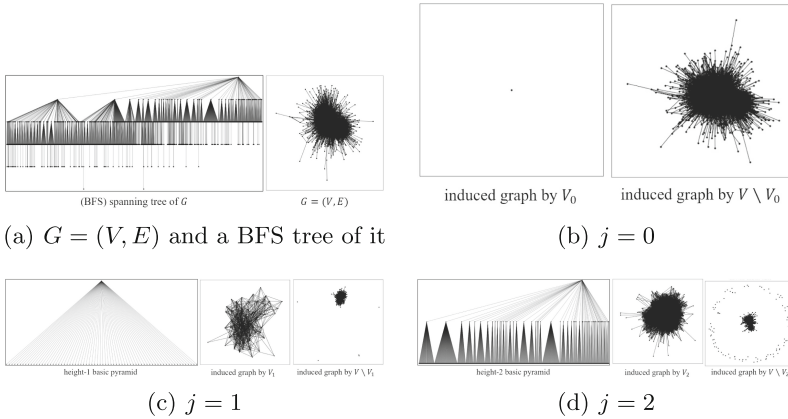 (BFS) spanning tree of G
G = (V, E)
(a) G = (V, E) and a BFS tree of it
induced graph by V₀
induced graph by V \ V₀
(b) j = 0
height-1 basic pyramid
induced graph by V₁
induced graph by V \ V₁
(c) j = 1
height-2 basic pyramid
induced graph by V₂
induced graph by V \ V₂
(d) j = 2